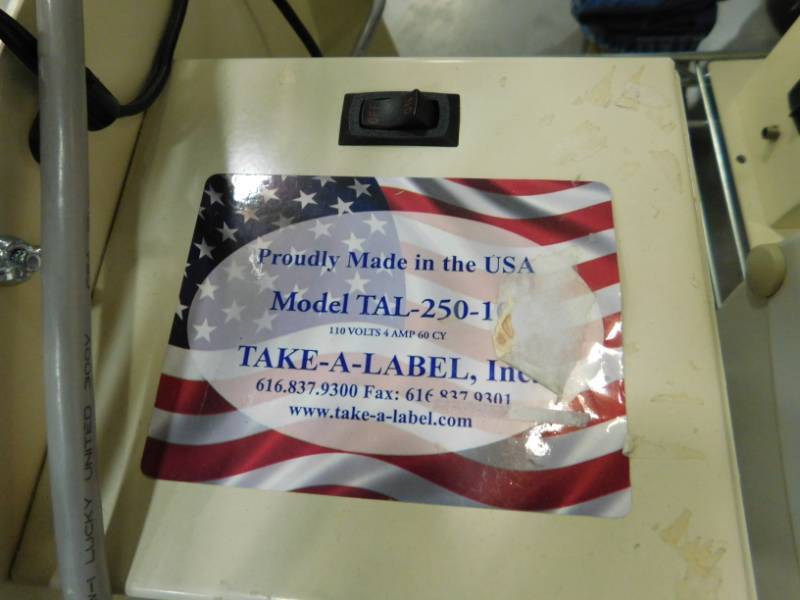 Proudly Made in the USA
Model TAL-250-1
110 VOLTS 4 AMP 60 CY
TAKE-A-LABEL, Inc.
616.837.9300 Fax: 616 837 9301
www.take-a-label.com
LUCKY UNITED 300V